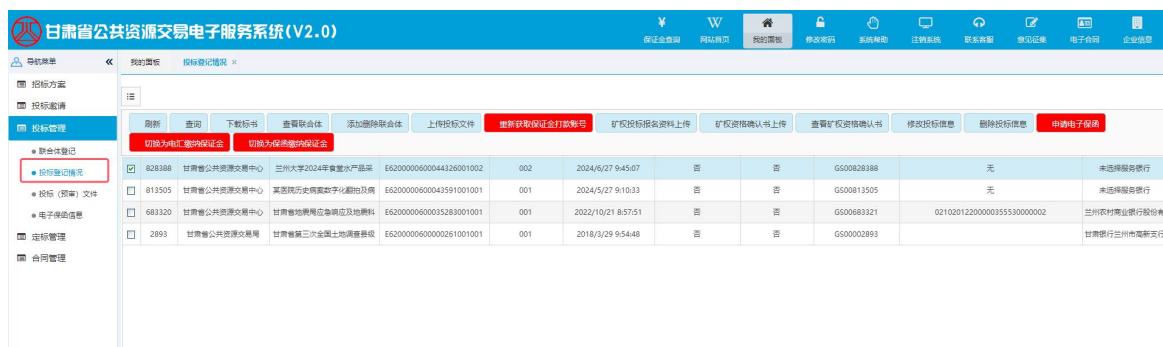 甘肃省公共资源交易电子服务系统(V2.0)
保证金查询 网站首页 我的面板 修改密码 系统帮助 注销系统 联系客服 意见征集 电子合同 企业信息
导航菜单 « 我的面板 投标登记情况 ×
招标方案
投标邀请
投标管理
联合体登记
投标登记情况
投标（预审）文件
电子保函信息
定标管理
合同管理
刷新 查询 下载标书 查看联合体 添加删除联合体 上传投标文件 重新获取保证金打款账号 矿权投标报名资料上传 矿权资格确认书上传 查看矿权资格确认书 修改投标信息 删除投标信息 申请电子保函
切换为电汇缴纳保证金 切换为保函缴纳保证金
828388 甘肃省公共资源交易中心 兰州大学2024年食堂水产品采 E6200000600044326001002 002 2024/6/27 9:45:07 否 否 GS00828388 无 未选择服务银行
813505 甘肃省公共资源交易中心 某医院历史病案数字化翻拍及病 E6200000600043591001001 001 2024/5/27 9:10:33 否 否 GS00813505 无 未选择服务银行
683320 甘肃省公共资源交易中心 甘肃省地震局应急响应及地震科 E6200000600035283001001 001 2022/10/21 8:57:51 否 否 GS00683321 02102012200000355530000002 兰州农村商业银行股份有
2893 甘肃省公共资源交易局 甘肃省第三次全国土地调查县级 E6200000600000261001001 001 2018/3/29 9:54:48 否 否 GS00002893 甘肃银行兰州市高新支行